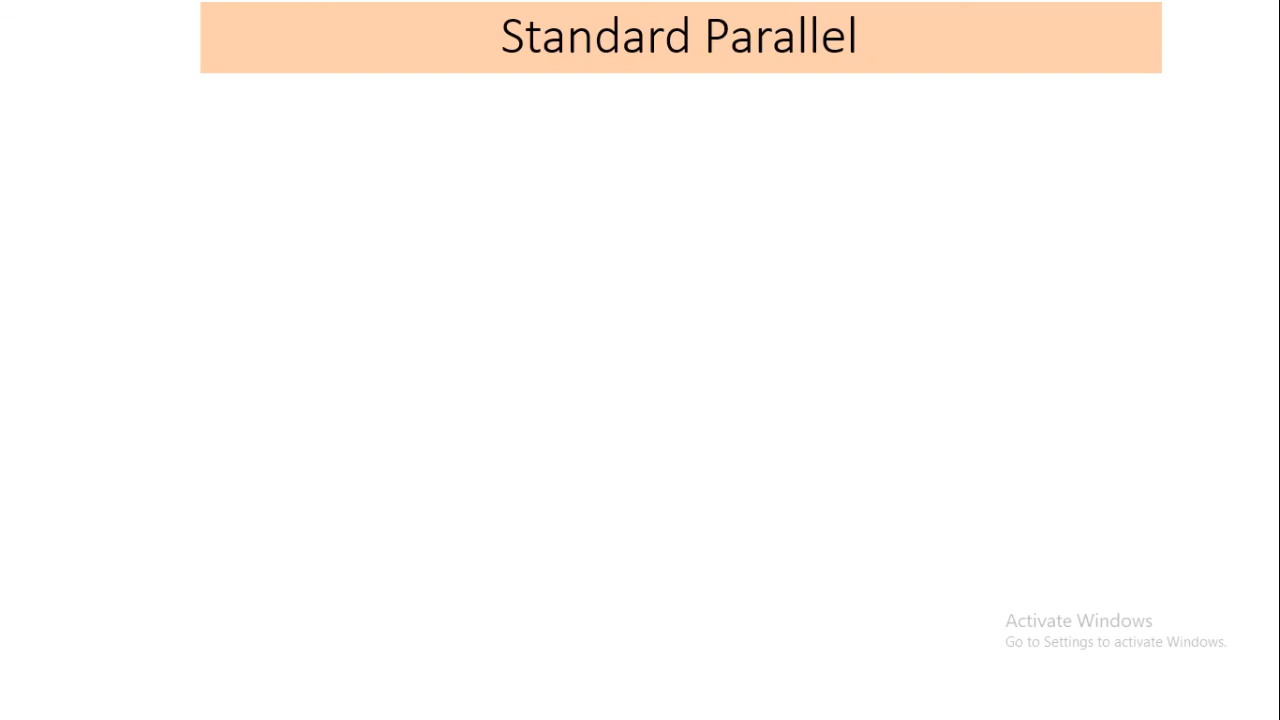 Standard Parallel
Activate Windows
Go to Settings to activate Windows.